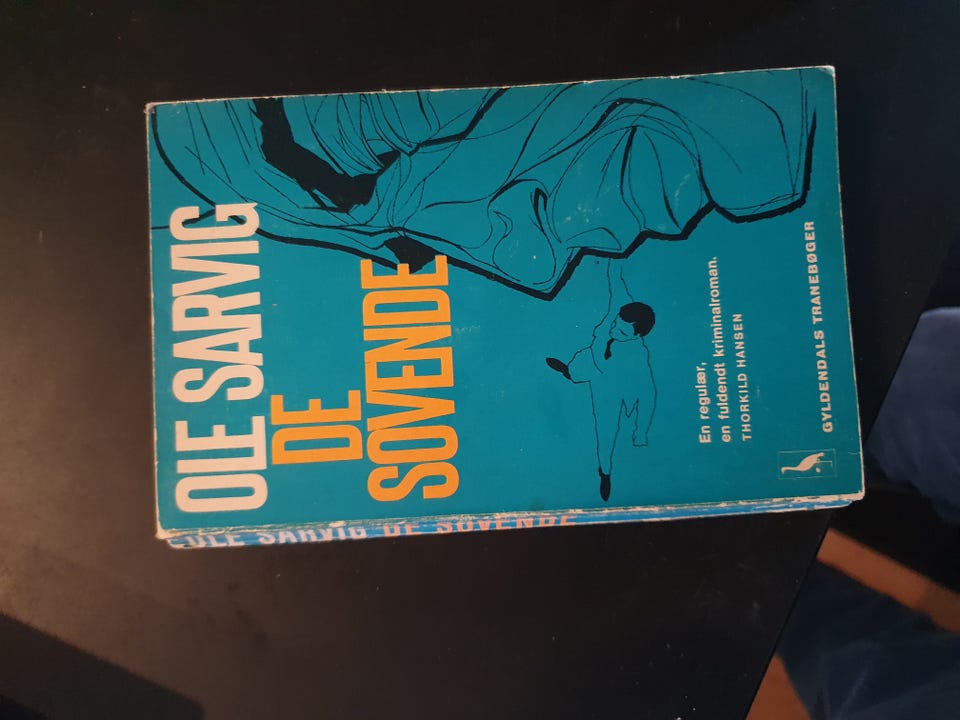 OLE SARVIG
DE
SOVENDE
En regulær,
en fuldendt kriminalroman.
THORKILD HANSEN
GYLDENDALS TRANEBØGER
OLE SARVIG DE SOVENDE